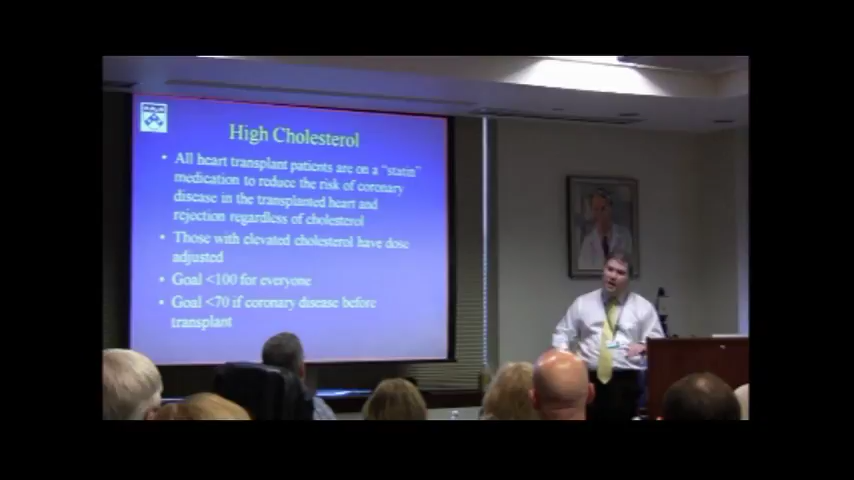 High Cholesterol
• All heart transplant patients are on a "statin"
medication to reduce the risk of coronary
disease in the transplanted heart and
rejection regardless of cholesterol
• Those with elevated cholesterol have dose
adjusted
• Goal <100 for everyone
• Goal <70 if coronary disease before
transplant